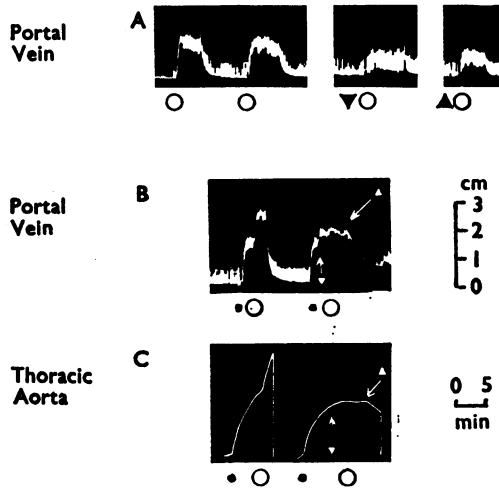 Portal
Vein
A
Portal
Vein
B
cm
3
2
1
0
Thoracic
Aorta
C
0 5
min